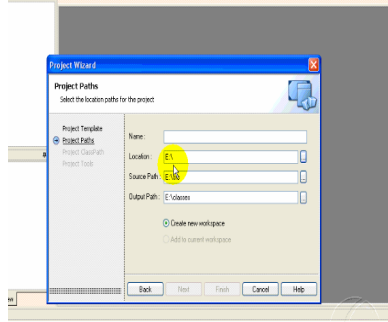 Project Wizard
Project Paths
Select the location paths for the project
Project Template
Project Paths
Project ClassPath
Project Tools
Name:
Location: E:\
Source Path:
Output Path: E:\classes
Create new workspace
Add to current workspace
Back Next Finish Cancel Help